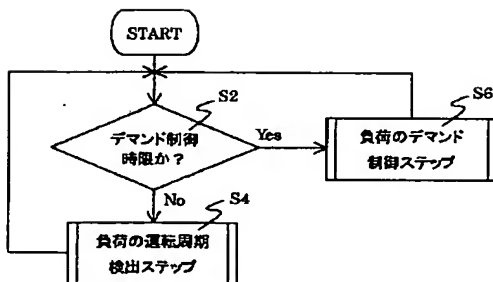 START
S2
デマンド制御
時限か？
Yes
S6
負荷のデマンド
制御ステップ
No
S4
負荷の運転周期
検出ステップ